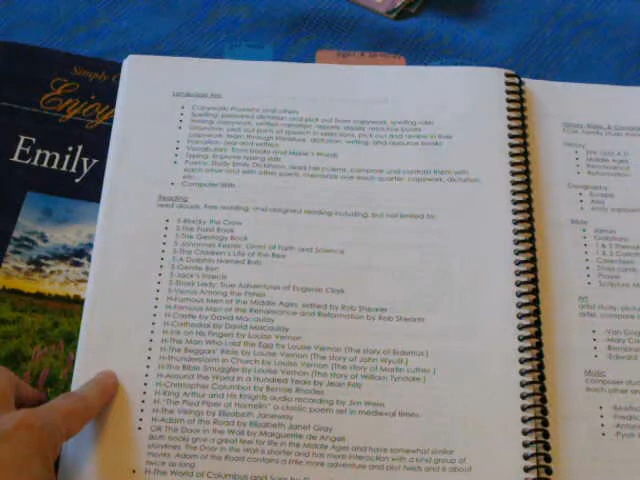 Simply C
Enjoy
Emily
Language Arts
Copywork: Proverbs and others
Spelling: prepared dictation and pick out from copywork, spelling rules
Writing: copywork, written narration, reports,
Grammar: pick out parts of speech in selections, pick out and review in their
copywork, learn through literature, dictation, writing, and resource books
Narration: oral and written
Vocabulary: from books and
Typing: improve typing skills
Poetry: Study Emily Dickinson, read her poems, compare and contrast them with
each other and with other poets, memorize one each quarter, copywork, dictation,
etc.
Computer Skills
Reading
read alouds, free reading, and assigned reading including, but not limited to:
S-Blacky the Crow
S-The Fossil Book
S-The Geology Book
S-Johannes Kepler: Giant of Faith and Science
S-The Children's Life of the Bee
S-A Dolphin Named Bob
S-Gentle Ben
S-Jack's Insects
S-Shark Lady: True Adventures of Eugenie Clark
S-Venus Among the Fishes
H-Famous Men of the Middle Ages, edited by Rob Shearer
H-Famous Men of the Renaissance and Reformation by Rob Shearer
H-Castle by David Macaulay
H-Cathedral by David Macaulay
H-Ink on His Fingers by Louise Vernon
H-The Man Who Laid the Egg by Louise Vernon (The story of Erasmus)
H-The Beggars' Bible by Louise Vernon (The story of John Wycliff)
H-Thunderstorm in Church by Louise Vernon (The story of Martin Luther)
H-The Bible Smuggler by Louise Vernon (The story of William Tyndale)
H-Around the World in a Hundred Years by Jean Fritz
H-Christopher Columbus by Bennie Rhodes
H-King Arthur and His Knights audio recording by Jim Weiss
H-"The Pied Piper of Hamelin" a classic poem set in medieval times
H-The Vikings by Elizabeth Janeway
H-Adam of the Road by Elizabeth Janet Gray
OR The Door in the Wall by Marguerite de Angeli
Both books give a great feel for life in the Middle Ages and have somewhat similar
storylines. The Door in the Wall is shorter and has more interaction with a kind group of
monks. Adam of the Road contains a little more adventure and plot twists and is about
twice as long.
H-The World of Columbus and Sons by
History
Middle Ages
Renaissance
Reformation
Geography
Europe
Asia
Bible
James
Galatians
Prayer
Scripture M
Art
artist study, pictu
Music
composer stu
each other an